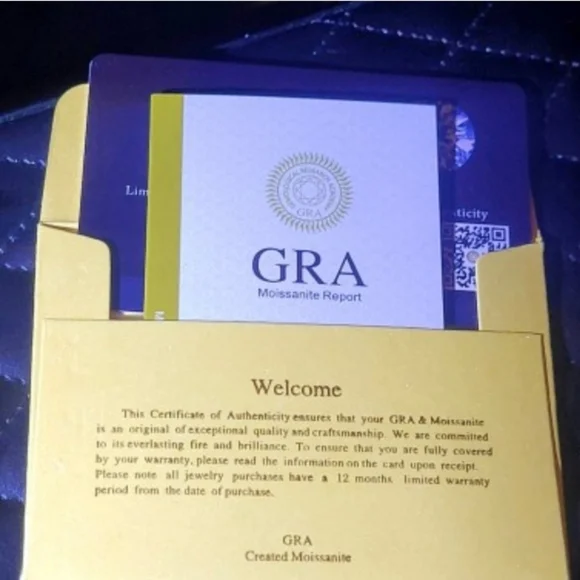 GRA
GRA
Moissanite Report
Welcome
This Certificate of Authenticity ensures that your GRA & Moissanite
is an original of exceptional quality and craftsmanship. We are committed
to its everlasting fire and brilliance. To ensure that you are fully covered
by your warranty, please read the information on the card upon receipt.
Please note all jewelry purchases have a 12 months limited warranty
period from the date of purchase.
GRA
Created Moissanite